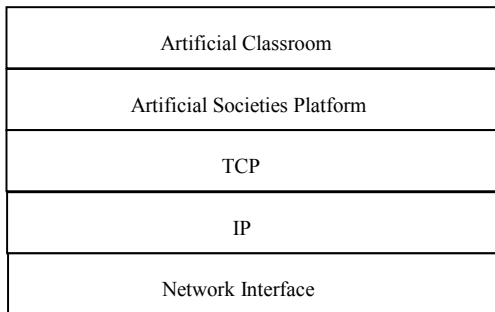 Artificial Classroom
Artificial Societies Platform
TCP
IP
Network Interface